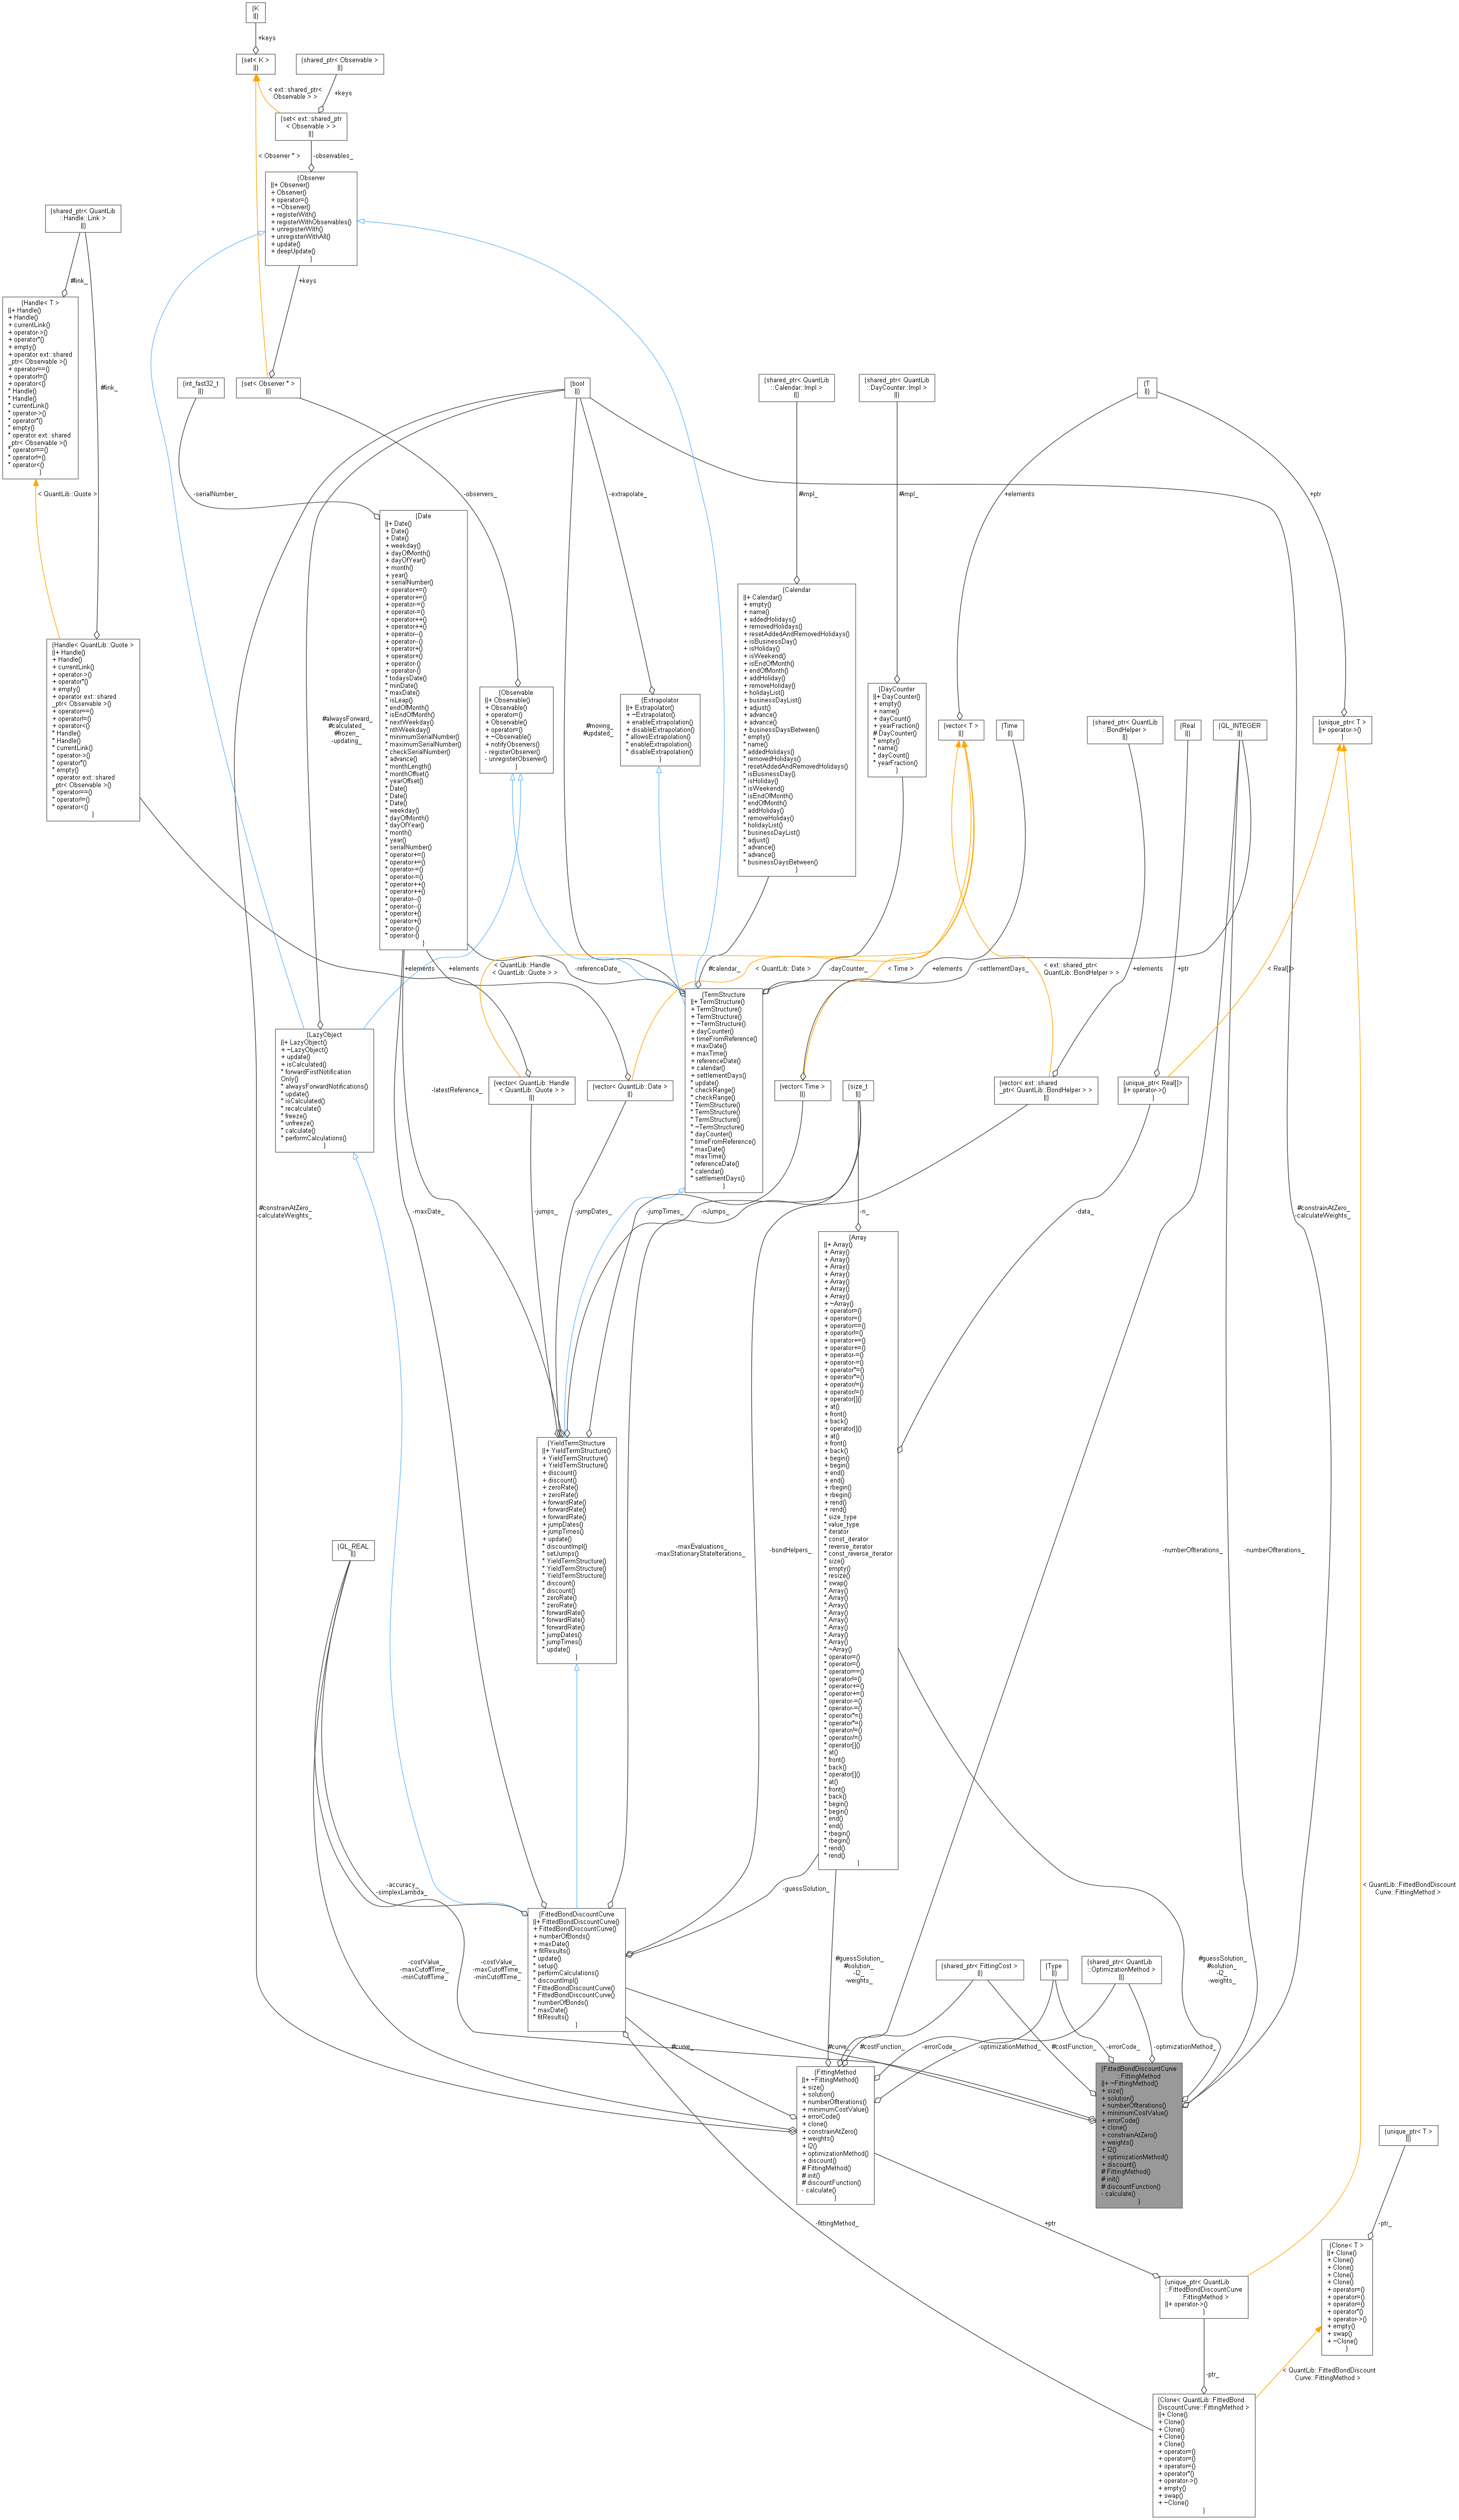 {K
||}
+keys
{set< K >
||}
{shared_ptr< Observable >
||}
+keys
< ext::shared_ptr<
Observable > >
{set< ext::shared_ptr
< Observable > >
||}
< Observer * >
-observables_
{Observer
||+ Observer()
+ Observer()
+ operator=()
+ ~Observer()
+ registerWith()
+ registerWithObservables()
+ unregisterWith()
+ unregisterWithAll()
+ update()
+ deepUpdate()
}
{shared_ptr< QuantLib
::Handle::Link >
||}
#link_
+keys
{Handle< T >
||+ Handle()
+ Handle()
+ currentLink()
+ operator->()
+ operator*()
+ empty()
+ operator ext::shared
_ptr< Observable >()
+ operator==()
+ operator!=()
+ operator<()
* Handle()
* Handle()
* currentLink()
* operator->()
* operator*()
* empty()
* operator ext::shared
_ptr< Observable >()
* operator==()
* operator!=()
* operator<()
}
#link_
{int_fast32_t
||}
{set< Observer * >
||}
{bool
||}
{shared_ptr< QuantLib
::Calendar::Impl >
||}
{shared_ptr< QuantLib
::DayCounter::Impl >
||}
{T
||}
< QuantLib::Quote >
-serialNumber_
-observers_
-extrapolate_
#impl_
#impl_
+elements
+ptr
{Handle< QuantLib::Quote >
||+ Handle()
+ Handle()
+ currentLink()
+ operator->()
+ operator*()
+ empty()
+ operator ext::shared
_ptr< Observable >()
+ operator==()
+ operator!=()
+ operator<()
* Handle()
* Handle()
* currentLink()
* operator->()
* operator*()
* empty()
* operator ext::shared
_ptr< Observable >()
* operator==()
* operator!=()
* operator<()
}
#alwaysForward_
#calculated_
#frozen_
-updating_
{Date
||+ Date()
+ Date()
+ Date()
+ weekday()
+ dayOfMonth()
+ dayOfYear()
+ month()
+ year()
+ serialNumber()
+ operator+=()
+ operator+=()
+ operator-=()
+ operator-=()
+ operator++()
+ operator++()
+ operator--()
+ operator--()
+ operator+()
+ operator+()
+ operator-()
+ operator-()
* todaysDate()
* minDate()
* maxDate()
* isLeap()
* endOfMonth()
* isEndOfMonth()
* nextWeekday()
* nthWeekday()
* minimumSerialNumber()
* maximumSerialNumber()
* checkSerialNumber()
* advance()
* monthLength()
* monthOffset()
* yearOffset()
* Date()
* Date()
* Date()
* weekday()
* dayOfMonth()
* dayOfYear()
* month()
* year()
* serialNumber()
* operator+=()
* operator+=()
* operator-=()
* operator-=()
* operator++()
* operator++()
* operator--()
* operator--()
* operator+()
* operator+()
* operator-()
* operator-()
}
{Observable
||+ Observable()
+ Observable()
+ operator=()
+ Observable()
+ operator=()
+ ~Observable()
+ notifyObservers()
- registerObserver()
- unregisterObserver()
}
#moving_
#updated_
{Extrapolator
||+ Extrapolator()
+ ~Extrapolator()
+ enableExtrapolation()
+ disableExtrapolation()
+ allowsExtrapolation()
* enableExtrapolation()
* disableExtrapolation()
}
{Calendar
||+ Calendar()
+ empty()
+ name()
+ addedHolidays()
+ removedHolidays()
+ resetAddedAndRemovedHolidays()
+ isBusinessDay()
+ isHoliday()
+ isWeekend()
+ isEndOfMonth()
+ endOfMonth()
+ addHoliday()
+ removeHoliday()
+ holidayList()
+ businessDayList()
+ adjust()
+ advance()
+ advance()
+ businessDaysBetween()
* empty()
* name()
* addedHolidays()
* removedHolidays()
* resetAddedAndRemovedHolidays()
* isBusinessDay()
* isHoliday()
* isWeekend()
* isEndOfMonth()
* endOfMonth()
* addHoliday()
* removeHoliday()
* holidayList()
* businessDayList()
* adjust()
* advance()
* advance()
* businessDaysBetween()
}
{DayCounter
||+ DayCounter()
+ empty()
+ name()
+ dayCount()
+ yearFraction()
# DayCounter()
* empty()
* name()
* dayCount()
* yearFraction()
}
{vector< T >
||}
{Time
||}
{shared_ptr< QuantLib
::BondHelper >
||}
{Real
||}
{QL_INTEGER
||}
{unique_ptr< T >
||+ operator->()
}
+elements
+elements
< QuantLib::Handle
< QuantLib::Quote > >
-referenceDate_
#calendar_
< QuantLib::Date >
-dayCounter_
< Time >
+elements
-settlementDays_
< ext::shared_ptr<
QuantLib::BondHelper > >
+elements
+ptr
< Real[]>
{LazyObject
||+ LazyObject()
+ ~LazyObject()
+ update()
+ isCalculated()
* forwardFirstNotification
Only()
* alwaysForwardNotifications()
* update()
* isCalculated()
* recalculate()
* freeze()
* unfreeze()
* calculate()
* performCalculations()
}
-latestReference_
{vector< QuantLib::Handle
< QuantLib::Quote > >
||}
{vector< QuantLib::Date >
||}
{TermStructure
||+ TermStructure()
+ TermStructure()
+ TermStructure()
+ ~TermStructure()
+ dayCounter()
+ timeFromReference()
+ maxDate()
+ maxTime()
+ referenceDate()
+ calendar()
+ settlementDays()
* update()
* checkRange()
* checkRange()
* TermStructure()
* TermStructure()
* TermStructure()
* ~TermStructure()
* dayCounter()
* timeFromReference()
* maxDate()
* maxTime()
* referenceDate()
* calendar()
* settlementDays()
}
{vector< Time >
||}
{size_t
||}
{vector< ext::shared
_ptr< QuantLib::BondHelper > >
||}
{unique_ptr< Real[]>
||+ operator->()
}
#constrainAtZero_
-calculateWeights_
-maxDate_
-jumps_
-jumpDates_
-jumpTimes_
-nJumps_
-n_
-data_
#constrainAtZero_
-calculateWeights_
{Array
||+ Array()
+ Array()
+ Array()
+ Array()
+ Array()
+ Array()
+ Array()
+ Array()
+ ~Array()
+ operator=()
+ operator=()
+ operator==()
+ operator!=()
+ operator+=()
+ operator+=()
+ operator-=()
+ operator-=()
+ operator*=()
+ operator*=()
+ operator/=()
+ operator/=()
+ operator[]()
+ at()
+ front()
+ back()
+ operator[]()
+ at()
+ front()
+ back()
+ begin()
+ begin()
+ end()
+ end()
+ rbegin()
+ rbegin()
+ rend()
+ rend()
* size_type
* value_type
* iterator
* const_iterator
* reverse_iterator
* const_reverse_iterator
* size()
* empty()
* resize()
* swap()
* Array()
* Array()
* Array()
* Array()
* Array()
* Array()
* Array()
* Array()
* ~Array()
* operator=()
* operator=()
* operator==()
* operator!=()
* operator+=()
* operator+=()
* operator-=()
* operator-=()
* operator*=()
* operator*=()
* operator/=()
* operator/=()
* operator[]()
* at()
* front()
* back()
* operator[]()
* at()
* front()
* back()
* begin()
* begin()
* end()
* end()
* rbegin()
* rbegin()
* rend()
* rend()
}
{YieldTermStructure
||+ YieldTermStructure()
+ YieldTermStructure()
+ YieldTermStructure()
+ discount()
+ discount()
+ zeroRate()
+ zeroRate()
+ forwardRate()
+ forwardRate()
+ forwardRate()
+ jumpDates()
+ jumpTimes()
+ update()
* discountImpl()
* setJumps()
* YieldTermStructure()
* YieldTermStructure()
* YieldTermStructure()
* discount()
* discount()
* zeroRate()
* zeroRate()
* forwardRate()
* forwardRate()
* forwardRate()
* jumpDates()
* jumpTimes()
* update()
}
{QL_REAL
||}
-maxEvaluations_
-maxStationaryStateIterations_
-bondHelpers_
-numberOfIterations_
-numberOfIterations_
-accuracy_
-simplexLambda_
-guessSolution_
< QuantLib::FittedBondDiscount
Curve::FittingMethod >
{FittedBondDiscountCurve
||+ FittedBondDiscountCurve()
+ FittedBondDiscountCurve()
+ numberOfBonds()
+ maxDate()
+ fitResults()
* update()
* setup()
* performCalculations()
* discountImpl()
* FittedBondDiscountCurve()
* FittedBondDiscountCurve()
* numberOfBonds()
* maxDate()
* fitResults()
}
-costValue_
-maxCutoffTime_
-minCutoffTime_
-costValue_
-maxCutoffTime_
-minCutoffTime_
#guessSolution_
#solution_
-l2_
-weights_
{shared_ptr< FittingCost >
||}
{Type
||}
{shared_ptr< QuantLib
::OptimizationMethod >
||}
#guessSolution_
#solution_
-l2_
-weights_
#curve_
#curve_
#costFunction_
-errorCode_
-optimizationMethod_
#costFunction_
-errorCode_
-optimizationMethod_
{FittingMethod
||+ ~FittingMethod()
+ size()
+ solution()
+ numberOfIterations()
+ minimumCostValue()
+ errorCode()
+ clone()
+ constrainAtZero()
+ weights()
+ l2()
+ optimizationMethod()
+ discount()
# FittingMethod()
# init()
# discountFunction()
- calculate()
}
{FittedBondDiscountCurve
::FittingMethod
||+ ~FittingMethod()
+ size()
+ solution()
+ numberOfIterations()
+ minimumCostValue()
+ errorCode()
+ clone()
+ constrainAtZero()
+ weights()
+ l2()
+ optimizationMethod()
+ discount()
# FittingMethod()
# init()
# discountFunction()
- calculate()
}
{unique_ptr< T >
||}
-fittingMethod_
+ptr
-ptr_
{Clone< T >
||+ Clone()
+ Clone()
+ Clone()
+ Clone()
+ Clone()
+ operator=()
+ operator=()
+ operator=()
+ operator*()
+ operator->()
+ empty()
+ swap()
+ ~Clone()
}
{unique_ptr< QuantLib
::FittedBondDiscountCurve
::FittingMethod >
||+ operator->()
}
-ptr_
< QuantLib::FittedBondDiscount
Curve::FittingMethod >
{Clone< QuantLib::FittedBond
DiscountCurve::FittingMethod >
||+ Clone()
+ Clone()
+ Clone()
+ Clone()
+ Clone()
+ operator=()
+ operator=()
+ operator=()
+ operator*()
+ operator->()
+ empty()
+ swap()
+ ~Clone()
}